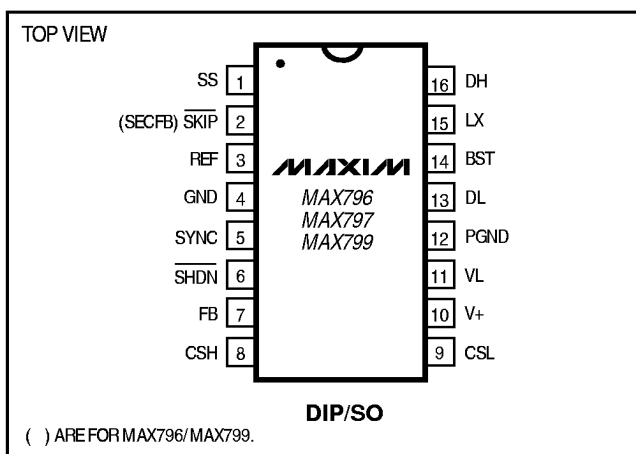 TOP VIEW
SS 1
(SECFB) SKIP 2
REF 3
GND 4
SYNC 5
SHDN 6
FB 7
CSH 8
MAXIM
MAX796
MAX797
MAX799
16 DH
15 LX
14 BST
13 DL
12 PGND
11 VL
10 V+
9 CSL
DIP/SO
( ) ARE FOR MAX796/MAX799.